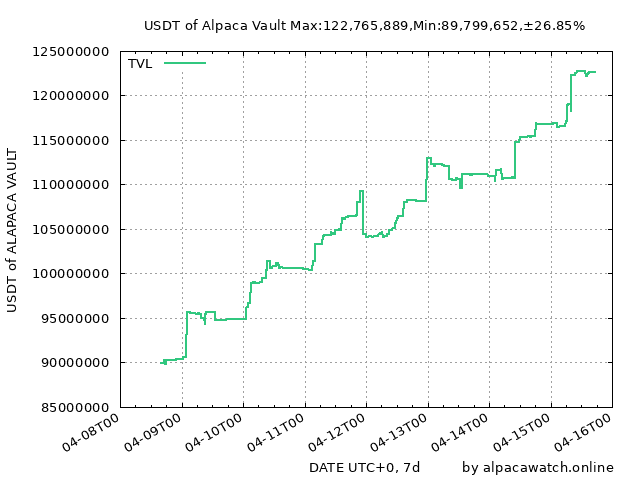 USDT of Alpaca Vault Max:122,765,889,Min:89,799,652,±26.85%
TVL
125000000
120000000
115000000
110000000
105000000
100000000
95000000
90000000
85000000
USDT of ALAPACA VAULT
04-08T00
04-09T00
04-10T00
04-11T00
04-12T00
04-13T00
04-14T00
04-15T00
04-16T00
DATE UTC+0, 7d
by alpacawatch.online